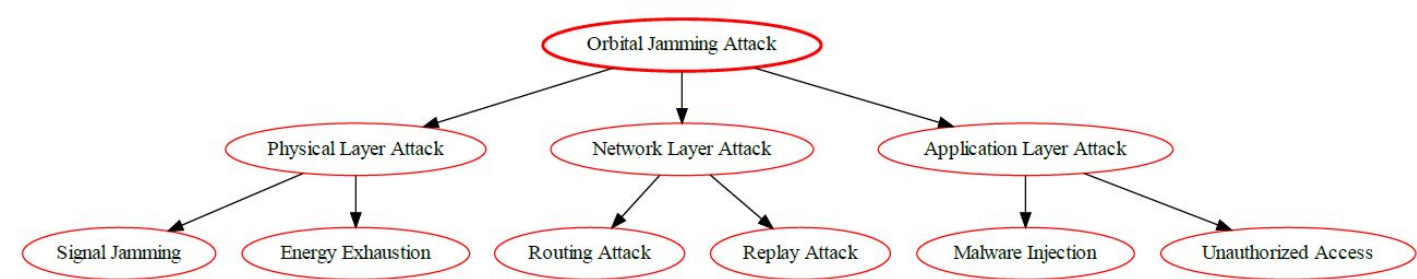 Orbital Jamming Attack
Physical Layer Attack
Network Layer Attack
Application Layer Attack
Signal Jamming
Energy Exhaustion
Routing Attack
Replay Attack
Malware Injection
Unauthorized Access